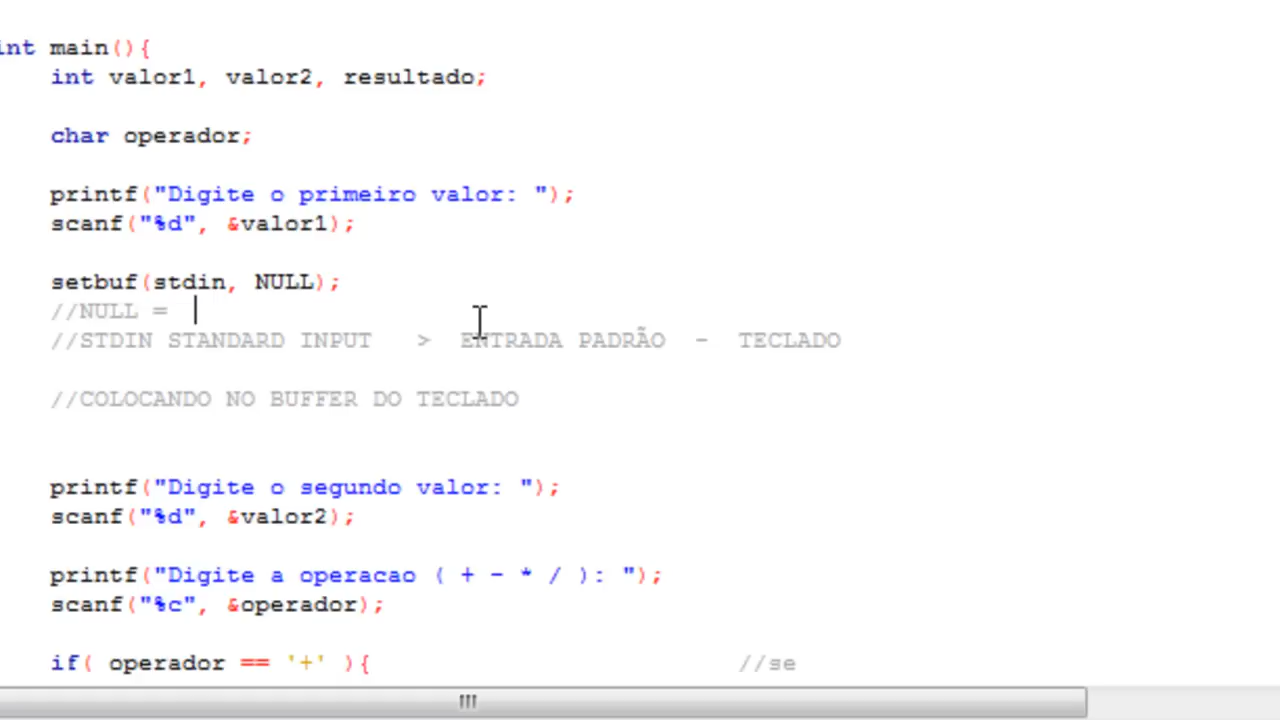 int main(){
int valor1, valor2, resultado;
char operador;
printf("Digite o primeiro valor: ");
scanf("%d", &valor1);
setbuf(stdin, NULL);
//NULL =
//STDIN STANDARD INPUT > ENTRADA PADRÃO - TECLADO
//COLOCANDO NO BUFFER DO TECLADO
printf("Digite o segundo valor: ");
scanf("%d", &valor2);
printf("Digite a operacao ( + - * / ): ");
scanf("%c", &operador);
if( operador == '+' ){ //se